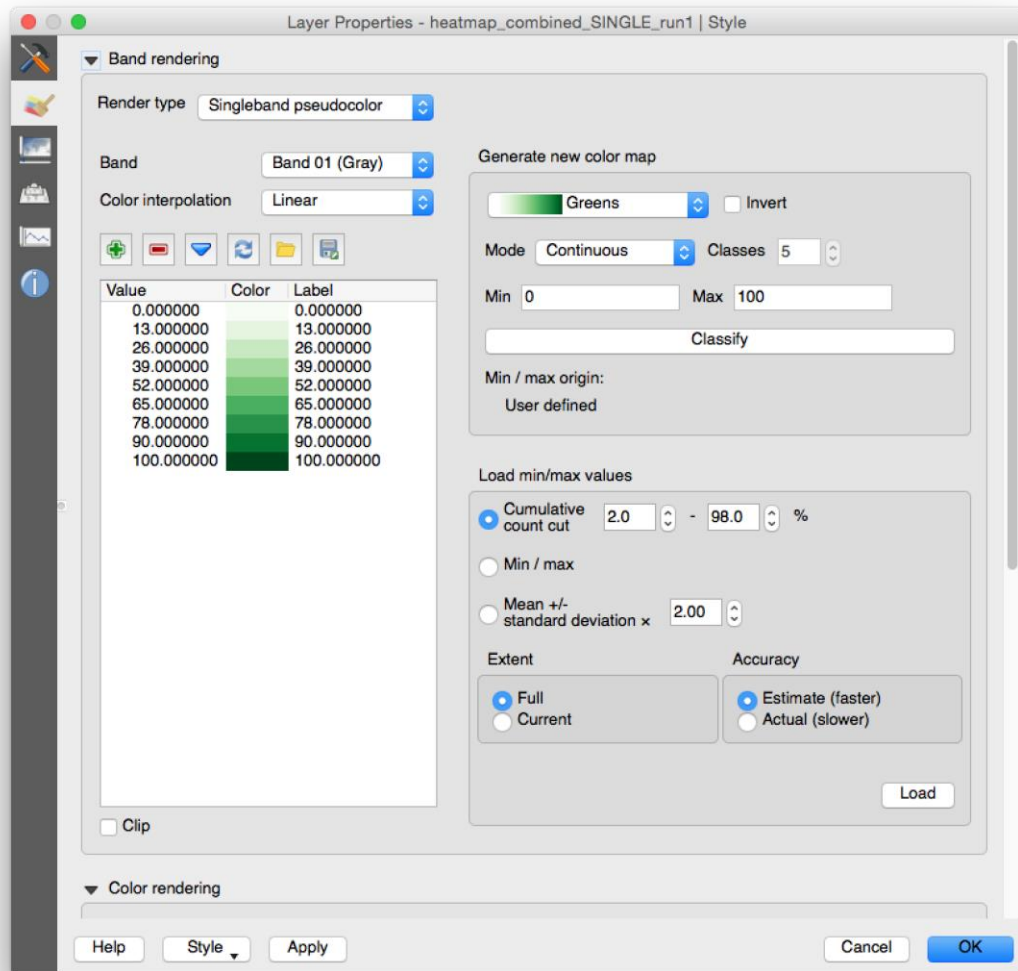 Layer Properties - heatmap_combined_SINGLE_run1 | Style
Band rendering
Render type Singleband pseudocolor
Band Band 01 (Gray)
Color interpolation Linear
Value Color Label
0.000000 0.000000
13.000000 13.000000
26.000000 26.000000
39.000000 39.000000
52.000000 52.000000
65.000000 65.000000
78.000000 78.000000
90.000000 90.000000
100.000000 100.000000
Clip
Generate new color map
Greens Invert
Mode Continuous Classes 5
Min 0 Max 100
Classify
Min / max origin:
User defined
Load min/max values
Cumulative
count cut 2.0 - 98.0 %
Min / max
Mean +/-
standard deviation × 2.00
Extent Accuracy
Full Estimate (faster)
Current Actual (slower)
Load
Color rendering
Help Style Apply Cancel OK